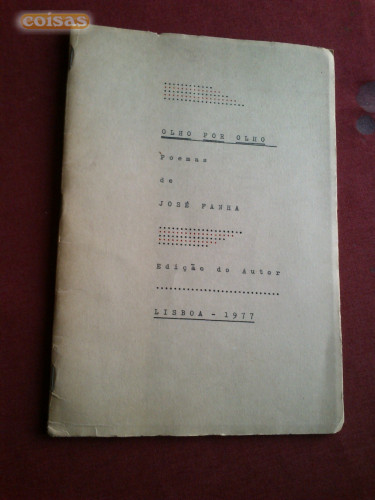 coisas
OLHO POR OLHO
Poemas
de
JOSÉ FANHA
Edição do Autor
LISBOA - 1977